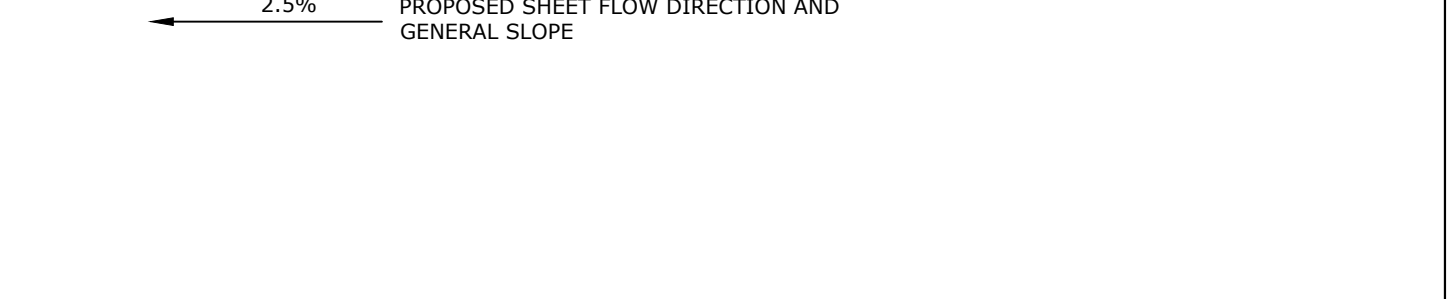 2.5% PROPOSED SHEET FLOW DIRECTION AND
GENERAL SLOPE